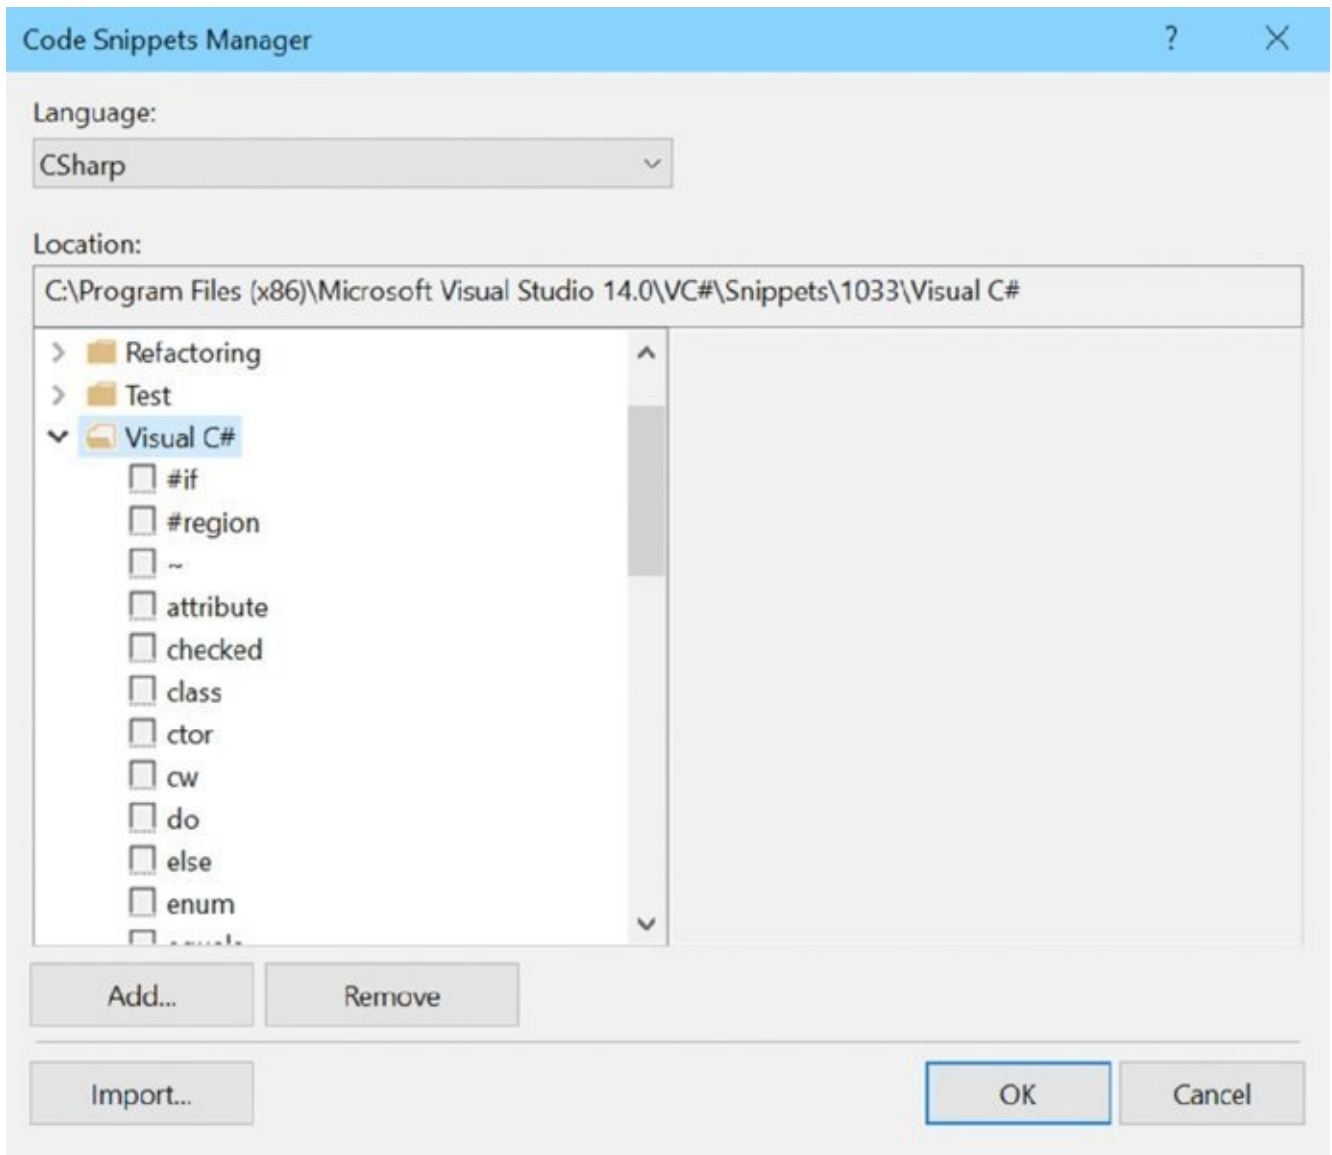 Code Snippets Manager ?
Language:
CSharp
Location:
C:\Program Files (x86)\Microsoft Visual Studio 14.0\VC#\Snippets\1033\Visual C#
Refactoring
Test
Visual C#
#if
#region
~
attribute
checked
class
ctor
cw
do
else
enum
Add... Remove
Import... OK Cancel